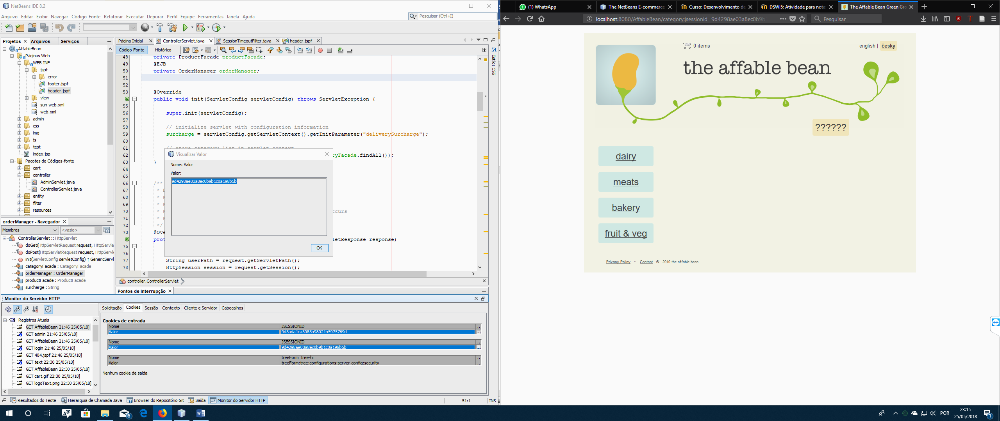 NetBeans IDE 8.2
Arquivo Editar Exibir Navegar Código-Fonte Refatorar Executar Depurar Perfil Equipe Ferramentas Janela Ajuda
Pesquisar (Ctrl+I)
Projetos Arquivos Serviços
AffableBean
Páginas Web
WEB-INF
jspf
error
footer.jspf
header.jspf
view
sun-web.xml
web.xml
admin
css
img
js
test
index.jsp
Pacotes de Códigos-fonte
cart
controller
AdminServlet.java
ControllerServlet.java
entity
filter
resources
orderManager - Navegador
Membros <vazio>
ControllerServlet :: HttpServlet
doGet(HttpServletRequest request, HttpServle
doPost(HttpServletRequest request, HttpServl
init(ServletConfig servletConfig) ↑ GenericServl
categoryFacade : CategoryFacade
orderManager : OrderManager
productFacade : ProductFacade
surcharge : String
Página Inicial ControllerServlet.java SessionTimeoutFilter.java header.jspf
Código-Fonte Histórico
Estilos CSS
48 private ProductFacade productFacade;
49 @EJB
50 private OrderManager orderManager;
51
52
53 @Override
public void init(ServletConfig servletConfig) throws ServletException {
55
56 super.init(servletConfig);
57
58 // initialize servlet with configuration information
59 surcharge = servletConfig.getServletContext().getInitParameter("deliverySurcharge");
60
61 // store category list in servlet context
62 ryFacade.findAll());
63 }
64
65
66 /**
67 *
68 * @
69 * @
70 * @ ccurs
71 * @
72 */
73 @Ove
prot letResponse response)
75
76
77 String userPath = request.getServletPath();
78 HttpSession session = request.getSession();
Visualizar Valor
Nome: Valor
Valor:
9d4298ae03a8ec0b9b1c0a198b5b
OK
controller.ControllerServlet
Pontos de Interrupção
Monitor do Servidor HTTP
Registros Atuais
GET AffableBean 21:46 25/05/18]
GET admin 21:46 25/05/18]
GET AffableBean 21:46 25/05/18]
GET login 21:46 25/05/18]
GET 404.jspf 21:46 25/05/18]
GET text 22:30 25/05/18]
GET AffableBean 22:30 25/05/18]
GET cart.gif 22:30 25/05/18]
GET logoText.png 22:30 25/05/18]
Solicitação Cookies Sessão Contexto Cliente e Servidor Cabeçalhos
Cookies de entrada
Nome JSESSIONID ..
Valor 9d3ada1ca3083b98021b5975769d ...
Nome JSESSIONID ..
Valor 9d4298ae03a8ec0b9b1c0a198b5b ...
Nome treeForm_tree-hi ..
Valor treeForm:tree:configurations:server-config:security ..
Nenhum cookie de saída
Resultados do Teste Hierarquia de Chamada Java Browser do Repositório Git Saída Monitor do Servidor HTTP
51:1 INS
(1) WhatsApp The NetBeans E-commerce Curso: Desenvolvimento de DSWI5: Atividade para nota The Affable Bean Green Gro
localhost:8080/AffableBean/category;jsessionid=9d4298ae03a8ec0b9b1
Pesquisar
0 items
english | česky
the affable bean
??????
dairy
meats
bakery
fruit & veg
Privacy Policy :: Contact © 2010 the affable bean
POR
23:15
25/05/2018